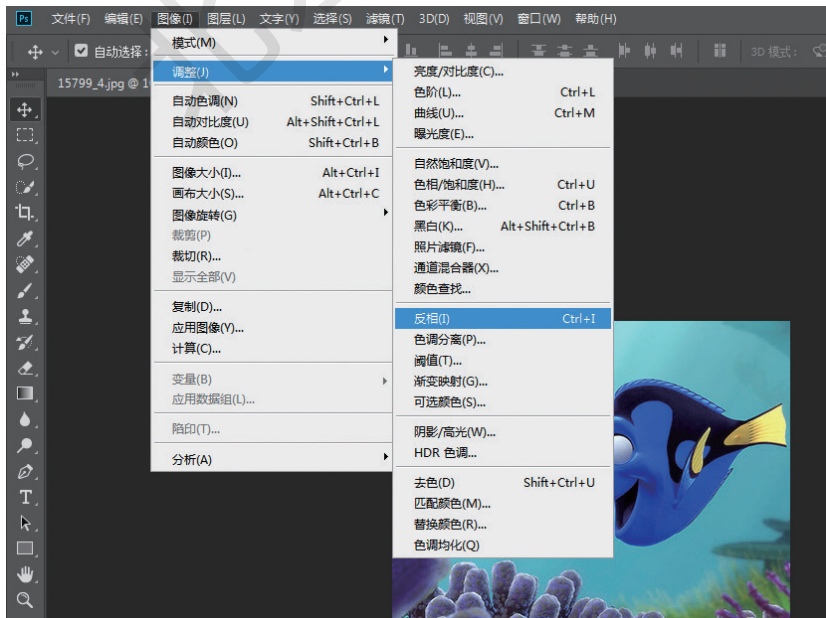 Ps 文件(F) 编辑(E) 图像(I) 图层(L) 文字(Y) 选择(S) 滤镜(T) 3D(D) 视图(V) 窗口(W) 帮助(H)
自动选择： 3D 模式：
15799_4.jpg @ 1
模式(M)
调整(J)
自动色调(N) Shift+Ctrl+L
自动对比度(U) Alt+Shift+Ctrl+L
自动颜色(O) Shift+Ctrl+B
图像大小(I)... Alt+Ctrl+I
画布大小(S)... Alt+Ctrl+C
图像旋转(G)
裁剪(P)
裁切(R)...
显示全部(V)
复制(D)...
应用图像(Y)...
计算(C)...
变量(B)
应用数据组(L)...
陷印(T)...
分析(A)
亮度/对比度(C)...
色阶(L)... Ctrl+L
曲线(U)... Ctrl+M
曝光度(E)...
自然饱和度(V)...
色相/饱和度(H)... Ctrl+U
色彩平衡(B)... Ctrl+B
黑白(K)... Alt+Shift+Ctrl+B
照片滤镜(F)...
通道混合器(X)...
颜色查找...
反相(I) Ctrl+I
色调分离(P)...
阈值(T)...
渐变映射(G)...
可选颜色(S)...
阴影/高光(W)...
HDR 色调...
去色(D) Shift+Ctrl+U
匹配颜色(M)...
替换颜色(R)...
色调均化(Q)